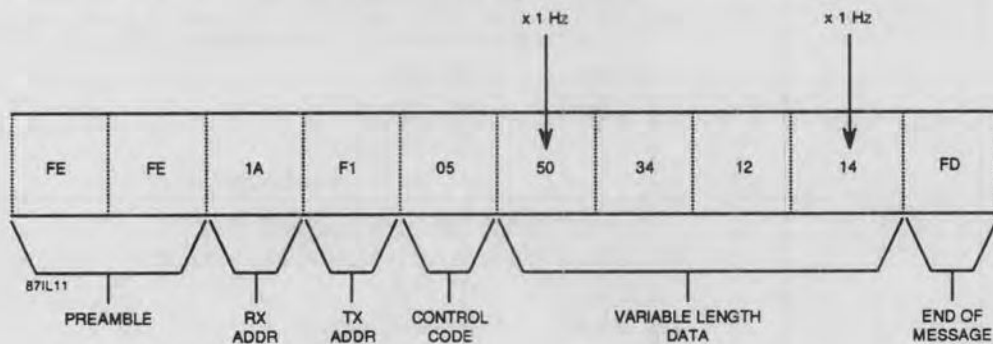 x 1 Hz x 1 Hz
FE FE 1A F1 05 50 34 12 14 FD
871L11
PREAMBLE RX ADDR TX ADDR CONTROL CODE VARIABLE LENGTH DATA END OF MESSAGE